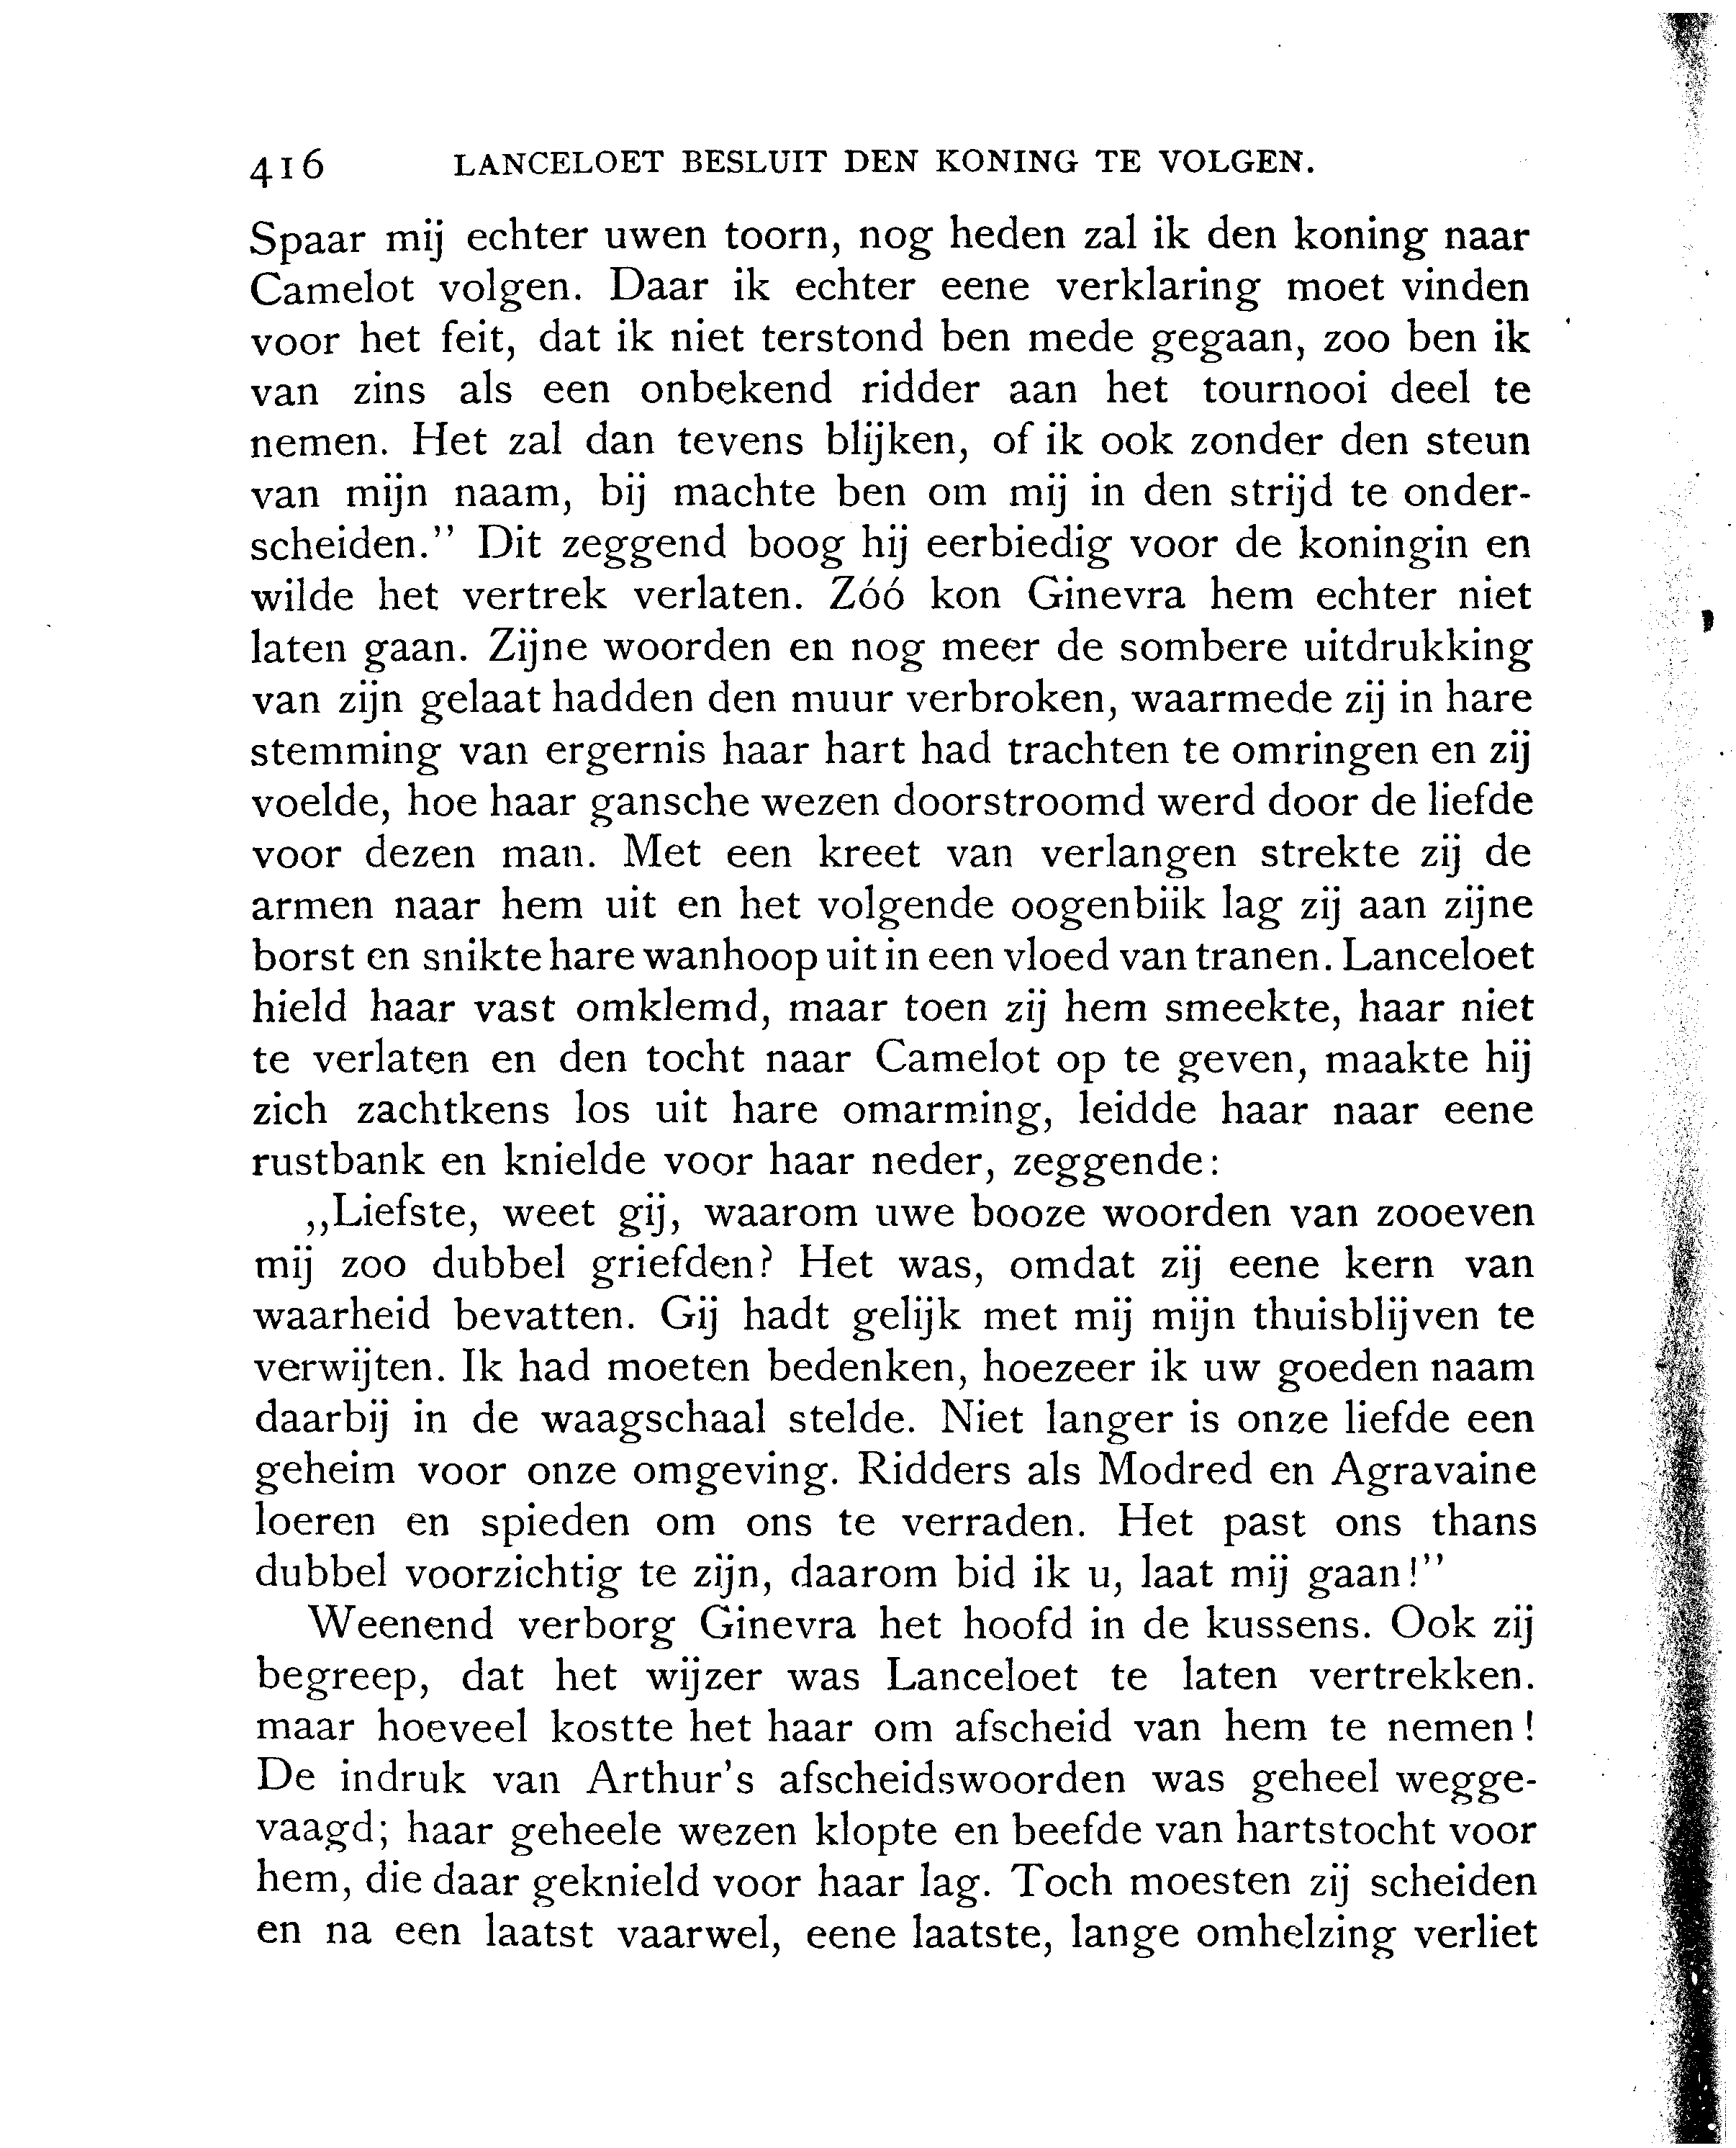 416 LANCELOET BESLUIT DEN KONING TE VOLGEN.
Spaar mij echter uwen toorn, nog heden zal ik den koning naar
Camelot volgen. Daar ik echter eene verklaring moet vinden
voor het feit, dat ik niet terstond ben mede gegaan, zoo ben ik
van zins als een onbekend ridder aan het tournooi deel te
nemen. Het zal dan tevens blijken, of ik ook zonder den steun
van mijn naam, bij machte ben om mij in den strijd te onder-
scheiden.” Dit zeggend boog hij eerbiedig voor de koningin en
wilde het vertrek verlaten. Zóó kon Ginevra hem echter niet
laten gaan. Zijne woorden en nog meer de sombere uitdrukking
van zijn gelaat hadden den muur verbroken, waarmede zij in hare
stemming van ergernis haar hart had trachten te omringen en zij
voelde, hoe haar gansche wezen doorstroomd werd door de liefde
voor dezen man. Met een kreet van verlangen strekte zij de
armen naar hem uit en het volgende oogenbiik lag zij aan zijne
borst en snikte hare wanhoop uit in een vloed van tranen. Lanceloet
hield haar vast omklemd, maar toen zij hem smeekte, haar niet
te verlaten en den tocht naar Camelot op te geven, maakte hij
zich zachtkens los uit hare omarming, leidde haar naar eene
rustbank en knielde voor haar neder, zeggende:
„Liefste, weet gij, waarom uwe booze woorden van zooeven
mij zoo dubbel griefden? Het was, omdat zij eene kern van
waarheid bevatten. Gij hadt gelijk met mij mijn thuisblijven te
verwijten. Ik had moeten bedenken, hoezeer ik uw goeden naam
daarbij in de waagschaal stelde. Niet langer is onze liefde een
geheim voor onze omgeving. Ridders als Modred en Agravaine
loeren en spieden om ons te verraden. Het past ons thans
dubbel voorzichtig te zijn, daarom bid ik u, laat mij gaan!”
Weenend verborg Ginevra het hoofd in de kussens. Ook zij
begreep, dat het wijzer was Lanceloet te laten vertrekken.
maar hoeveel kostte het haar om afscheid van hem te nemen!
De indruk van Arthur's afscheidswoorden was geheel wegge-
vaagd; haar geheele wezen klopte en beefde van hartstocht voor
hem, die daar geknield voor haar lag. Toch moesten zij scheiden
en na een laatst vaarwel, eene laatste, lange omhelzing verliet